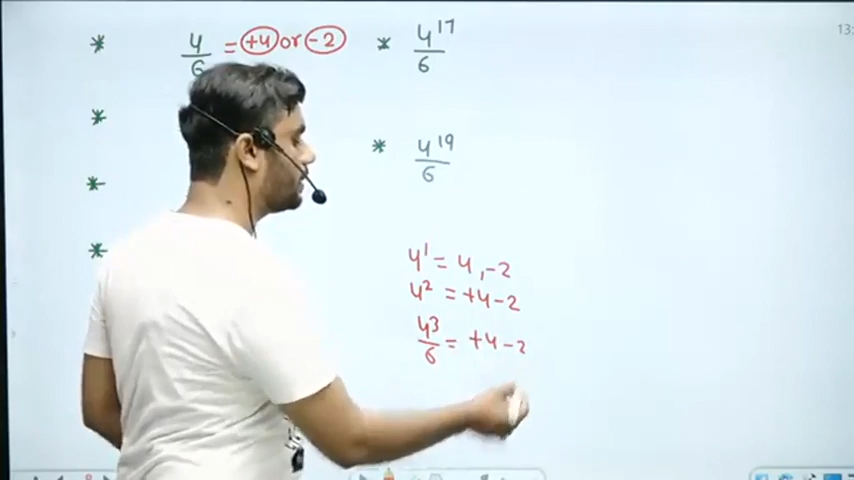 * 4/6 = +4 or -2
* 4^17/6
*
* 4^19/6
*
*
4^1 = 4, -2
4^2 = +4 -2
4^3/6 = +4 -2
13: